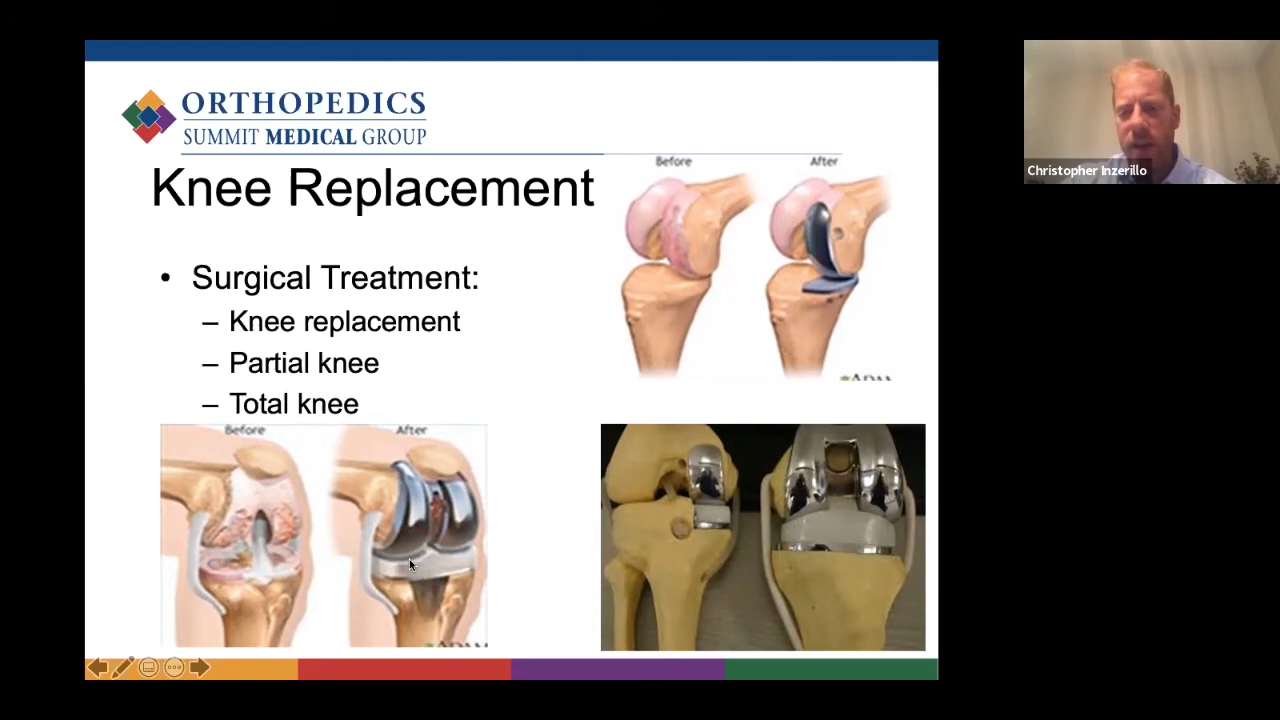 ORTHOPEDICS
SUMMIT MEDICAL GROUP
Knee Replacement
• Surgical Treatment:
– Knee replacement
– Partial knee
– Total knee
Before
After
Before
After
Christopher Inzerillo